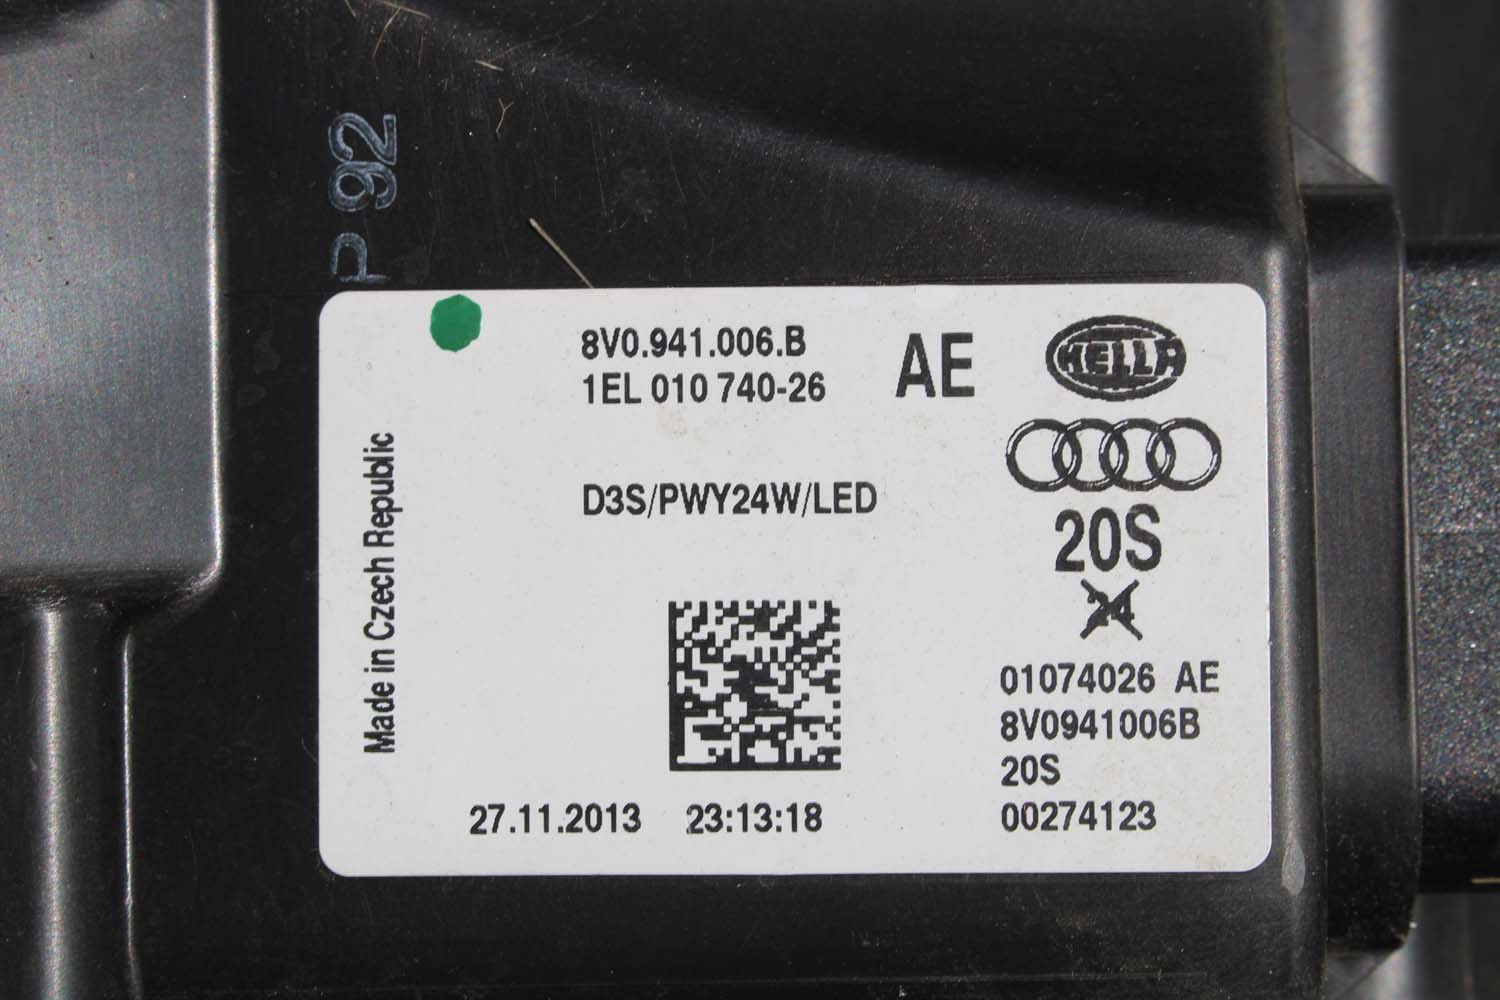 P 92
8V0.941.006.B
1EL 010 740-26
AE
HELLA
D3S/PWY24W/LED
20S
24
Made in Czech Republic
01074026 AE
8V0941006B
20S
00274123
27.11.2013 23:13:18